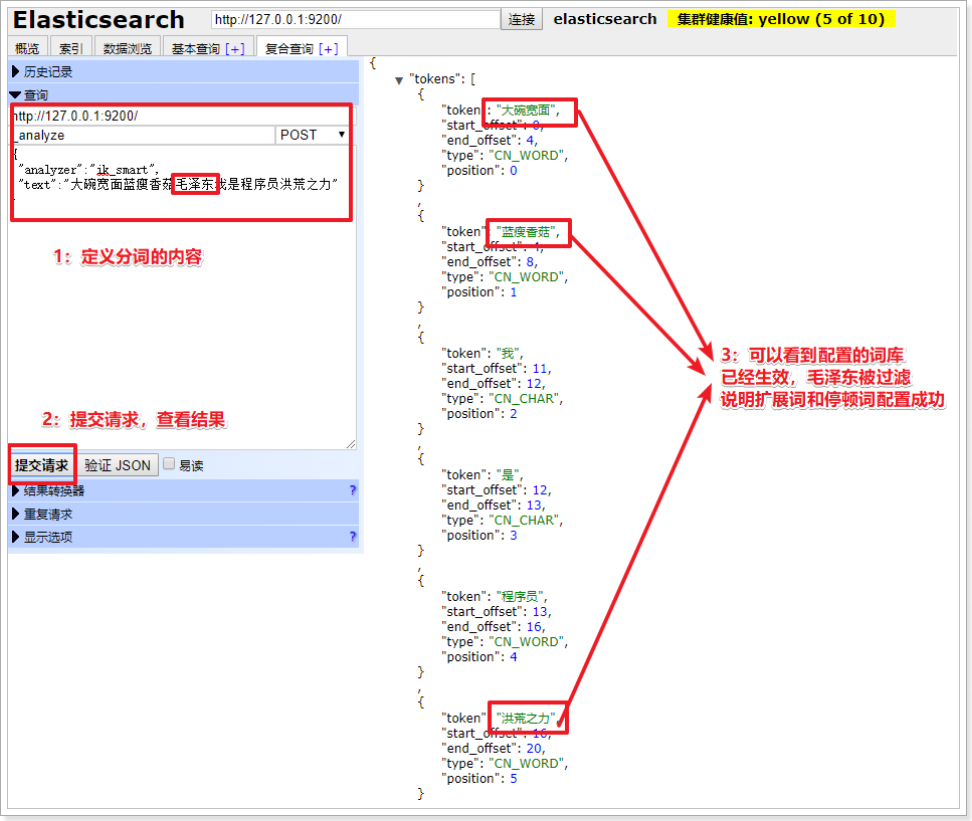 Elasticsearch http://127.0.0.1:9200/ 连接 elasticsearch 集群健康值: yellow (5 of 10)
概览 索引 数据浏览 基本查询 [+] 复合查询 [+]
历史记录
查询
http://127.0.0.1:9200/
_analyze POST
{
"analyzer":"ik_smart",
"text":"大碗宽面蓝瘦香菇毛泽东我是程序员洪荒之力"
1：定义分词的内容
2：提交请求，查看结果
提交请求 验证 JSON 易读
结果转换器 ?
重复请求
显示选项 ?
{
"tokens": [
{
"token": "大碗宽面",
"start_offset": 0,
"end_offset": 4,
"type": "CN_WORD",
"position": 0
}
,
{
"token": "蓝瘦香菇",
"start_offset": 4,
"end_offset": 8,
"type": "CN_WORD",
"position": 1
}
,
{
"token": "我",
"start_offset": 11,
"end_offset": 12,
"type": "CN_CHAR",
"position": 2
}
,
{
"token": "是",
"start_offset": 12,
"end_offset": 13,
"type": "CN_CHAR",
"position": 3
}
,
{
"token": "程序员",
"start_offset": 13,
"end_offset": 16,
"type": "CN_WORD",
"position": 4
}
,
{
"token": "洪荒之力",
"start_offset": 16,
"end_offset": 20,
"type": "CN_WORD",
"position": 5
}
3：可以看到配置的词库
已经生效，毛泽东被过滤
说明扩展词和停顿词配置成功